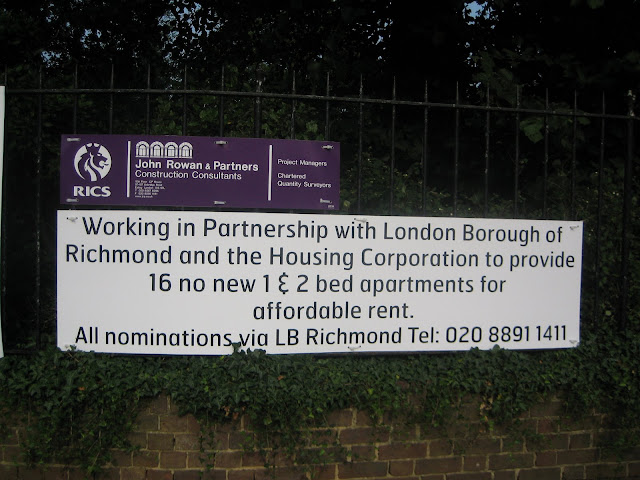 RICS
John Rowan & Partners
Construction Consultants
Project Managers
Chartered
Quantity Surveyors
Working in Partnership with London Borough of
Richmond and the Housing Corporation to provide
16 no new 1 & 2 bed apartments for
affordable rent.
All nominations via LB Richmond Tel: 020 8891 1411